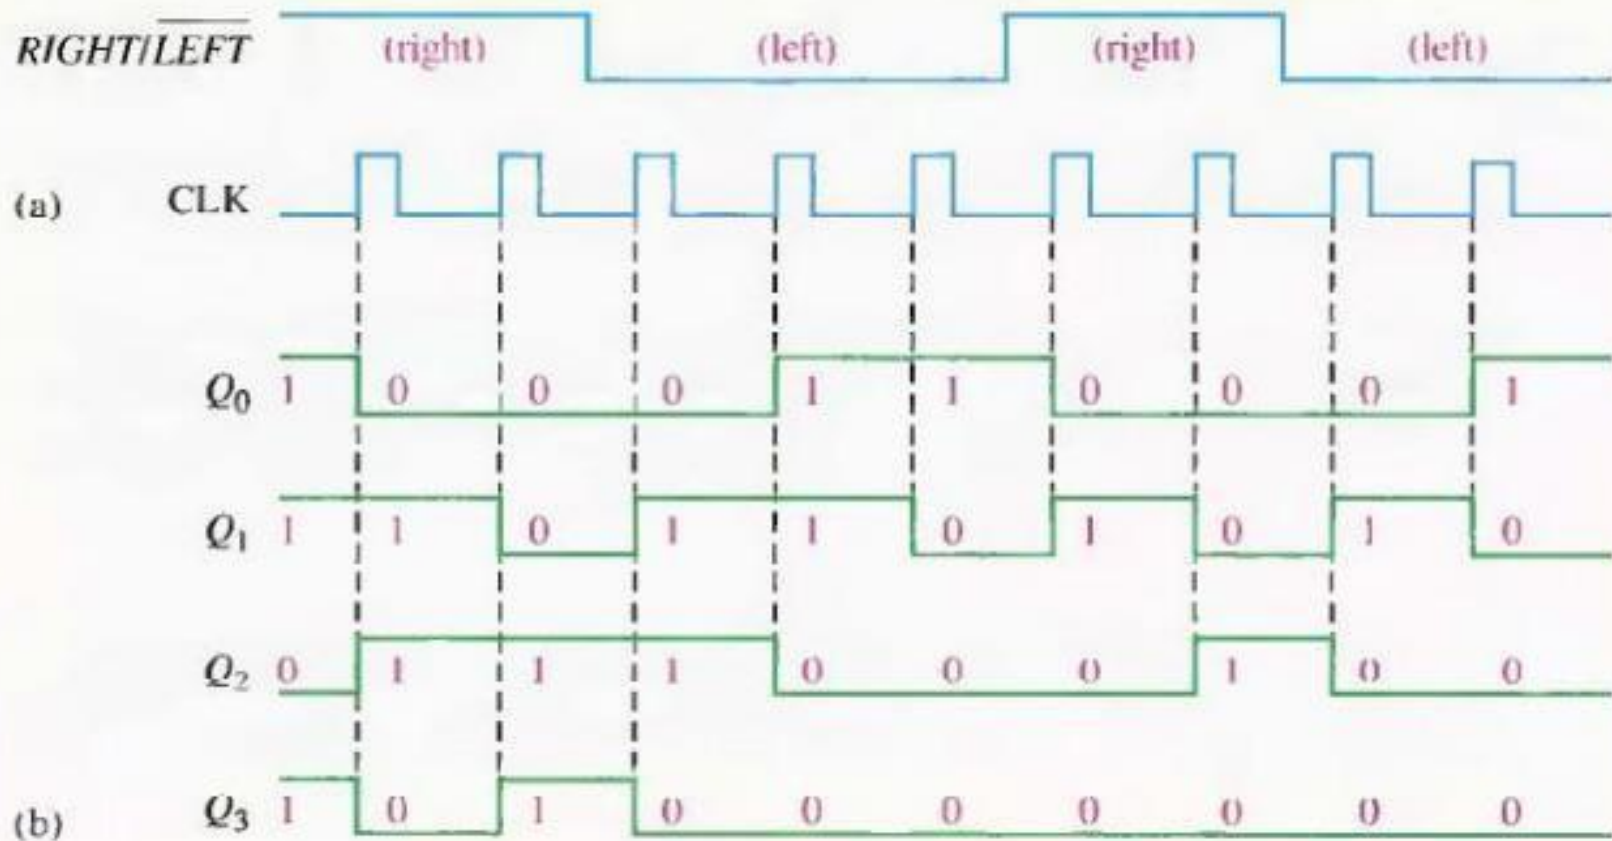 RIGHT/LEFT (right) (left) (right) (left)
(a) CLK
Q0 1 0 0 0 1 1 0 0 0 1
Q1 1 1 0 1 1 0 1 0 1 0
Q2 0 1 1 1 0 0 0 1 0 0
(b) Q3 1 0 1 0 0 0 0 0 0 0